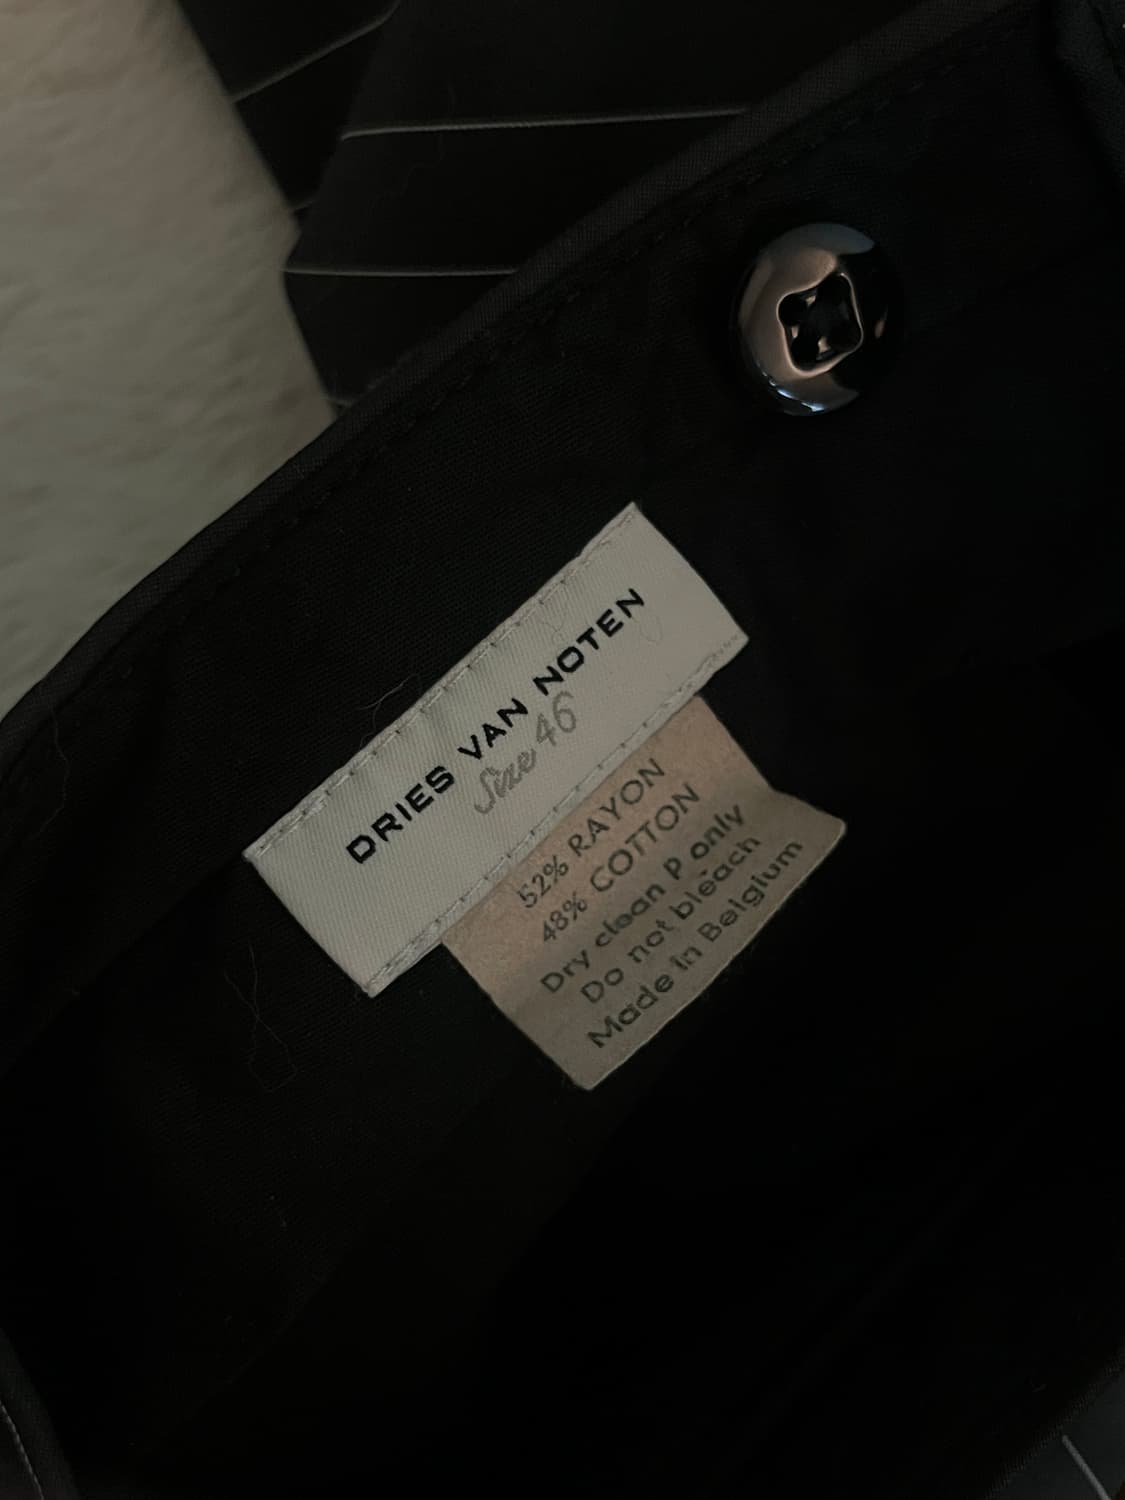 DRIES VAN NOTEN
Size 46
52% RAYON
48% COTTON
Dry clean P only
Do not bleach
Made in Belgium